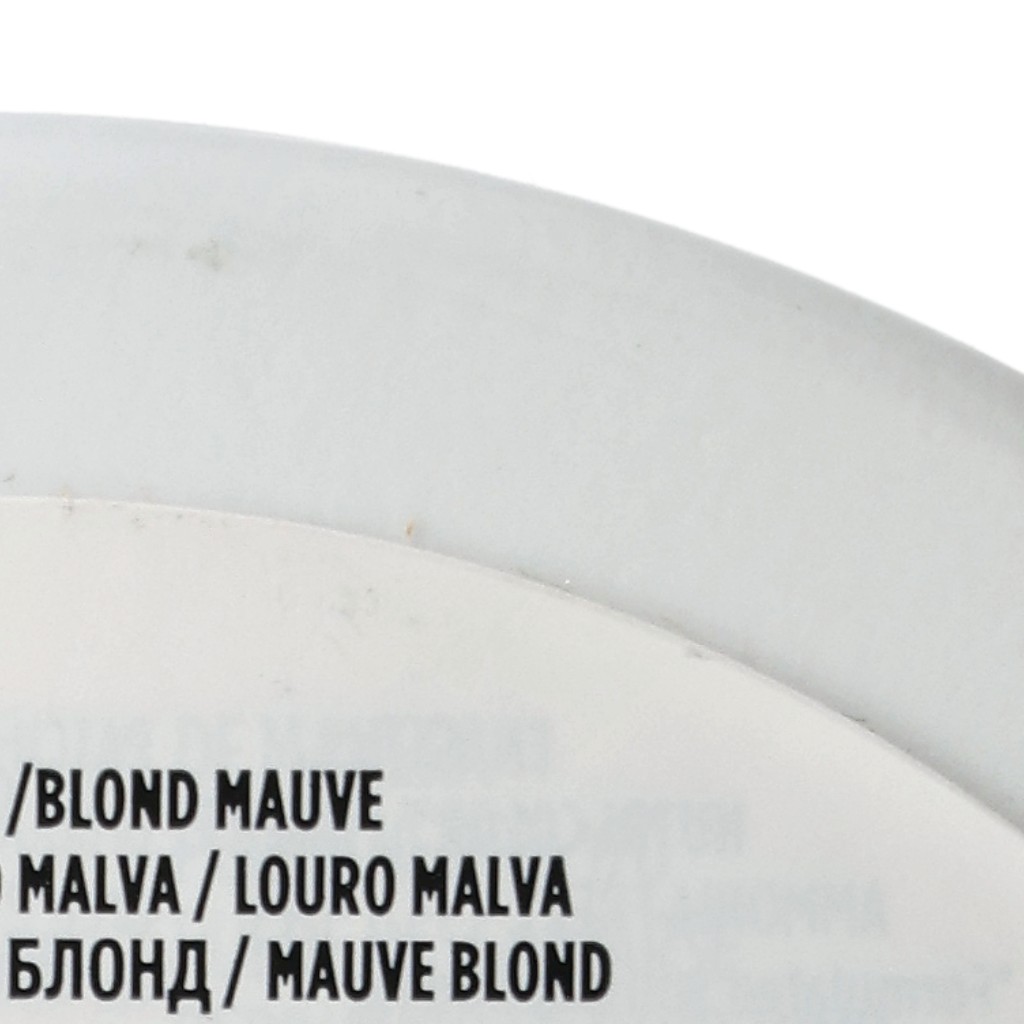 /BLOND MAUVE
MALVA / LOURO MALVA
БЛОНД / MAUVE BLOND